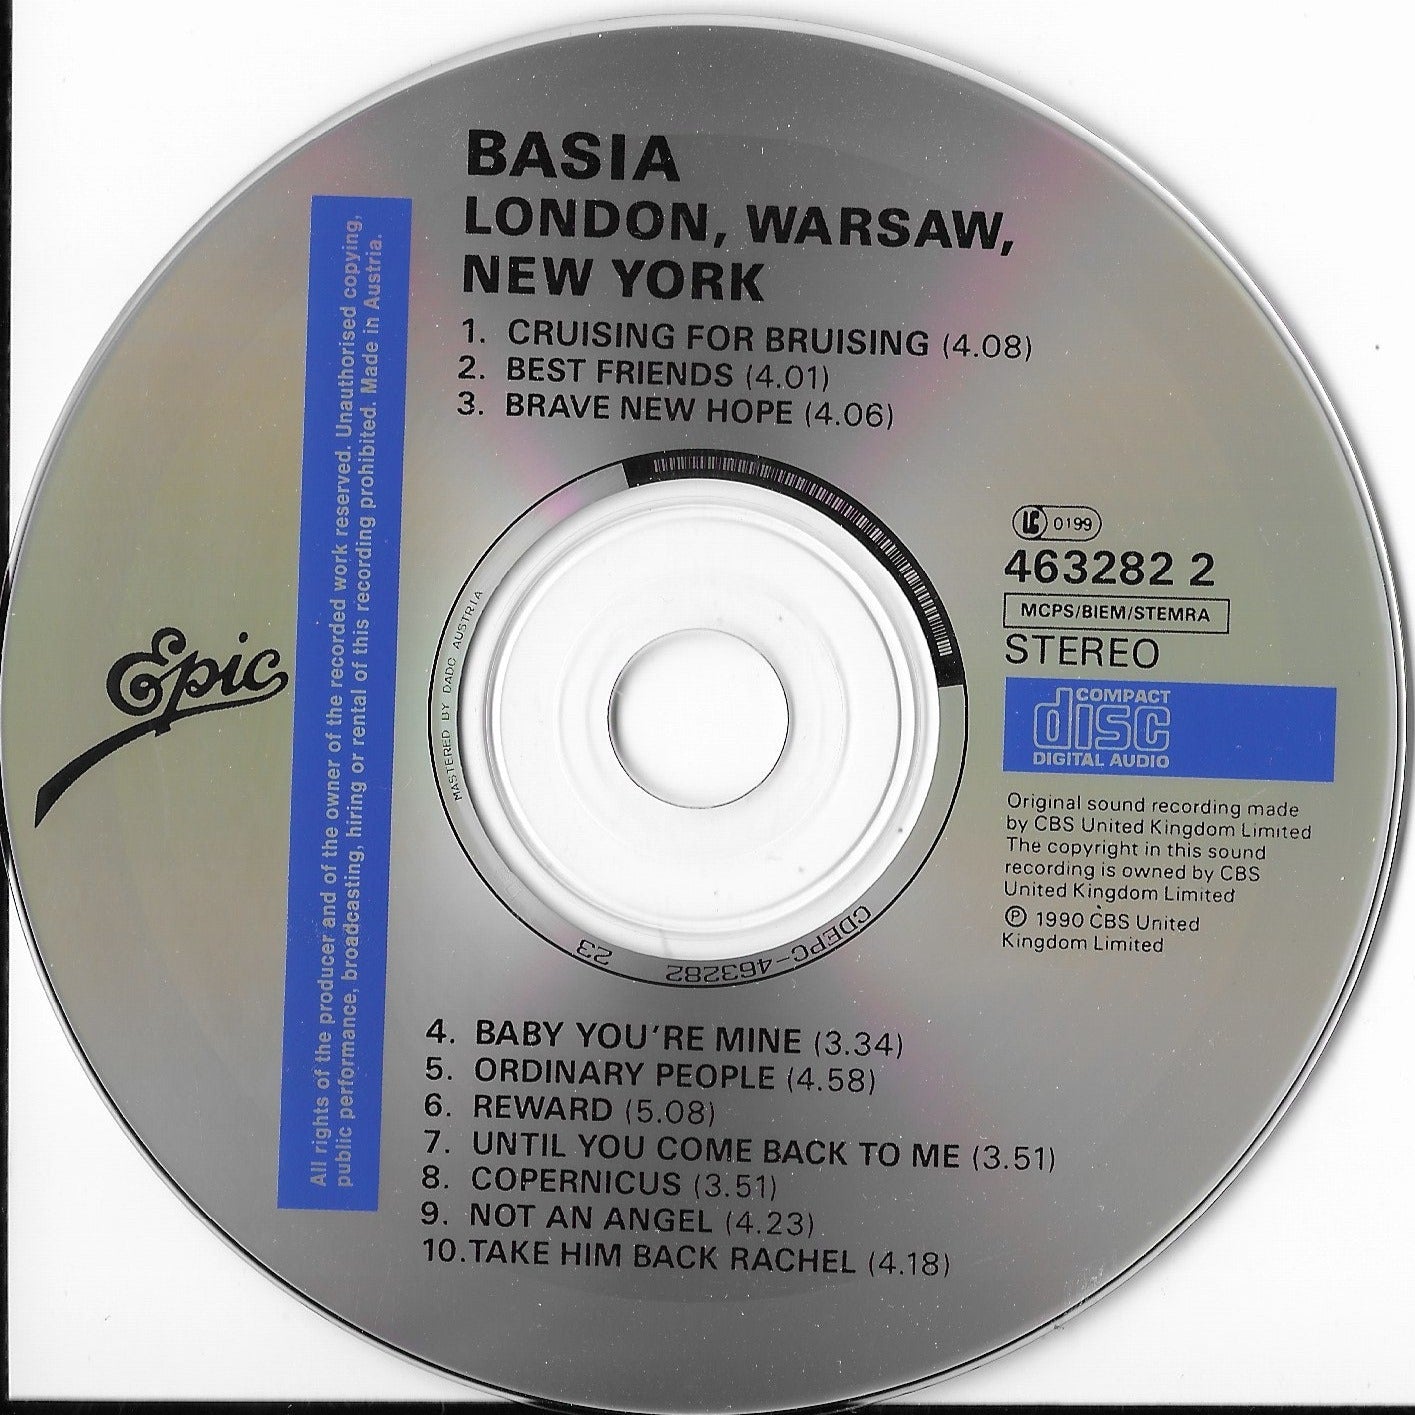 BASIA
LONDON, WARSAW,
NEW YORK
1. CRUISING FOR BRUISING (4.08)
2. BEST FRIENDS (4.01)
3. BRAVE NEW HOPE (4.06)
All rights of the producer and of the owner of the recorded work reserved. Unauthorised copying,
public performance, broadcasting, hiring or rental of this recording prohibited. Made in Austria.
Epic
MASTERED BY DADC AUSTRIA
LC 0199
463282 2
MCPS/BIEM/STEMRA
STEREO
COMPACT
disc
DIGITAL AUDIO
Original sound recording made
by CBS United Kingdom Limited
The copyright in this sound
recording is owned by CBS
United Kingdom Limited
℗ 1990 CBS United
Kingdom Limited
CDEPC-463282 23
4. BABY YOU'RE MINE (3.34)
5. ORDINARY PEOPLE (4.58)
6. REWARD (5.08)
7. UNTIL YOU COME BACK TO ME (3.51)
8. COPERNICUS (3.51)
9. NOT AN ANGEL (4.23)
10.TAKE HIM BACK RACHEL (4.18)